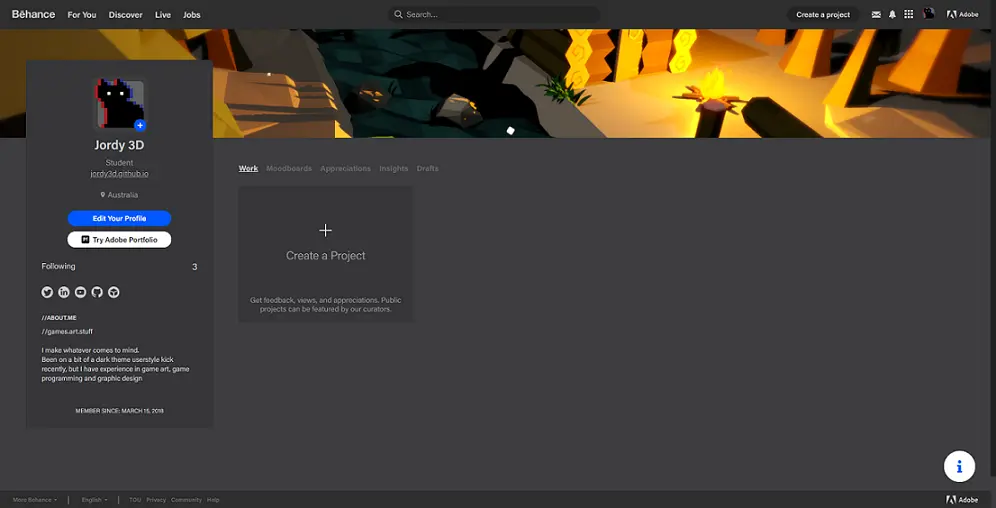 Bēhance For You Discover Live Jobs Search... Create a project Adobe
Jordy 3D
Student
jordy3d.github.io
Australia
Edit Your Profile
Try Adobe Portfolio
Following 3
//ABOUT.ME
//games.art.stuff
I make whatever comes to mind.
Been on a bit of a dark theme userstyle kick
recently, but I have experience in game art, game
programming and graphic design
MEMBER SINCE: MARCH 15, 2018
Work Moodboards Appreciations Insights Drafts
Create a Project
Get feedback, views, and appreciations. Public
projects can be featured by our curators.
More Behance English TOU Privacy Community Help Adobe